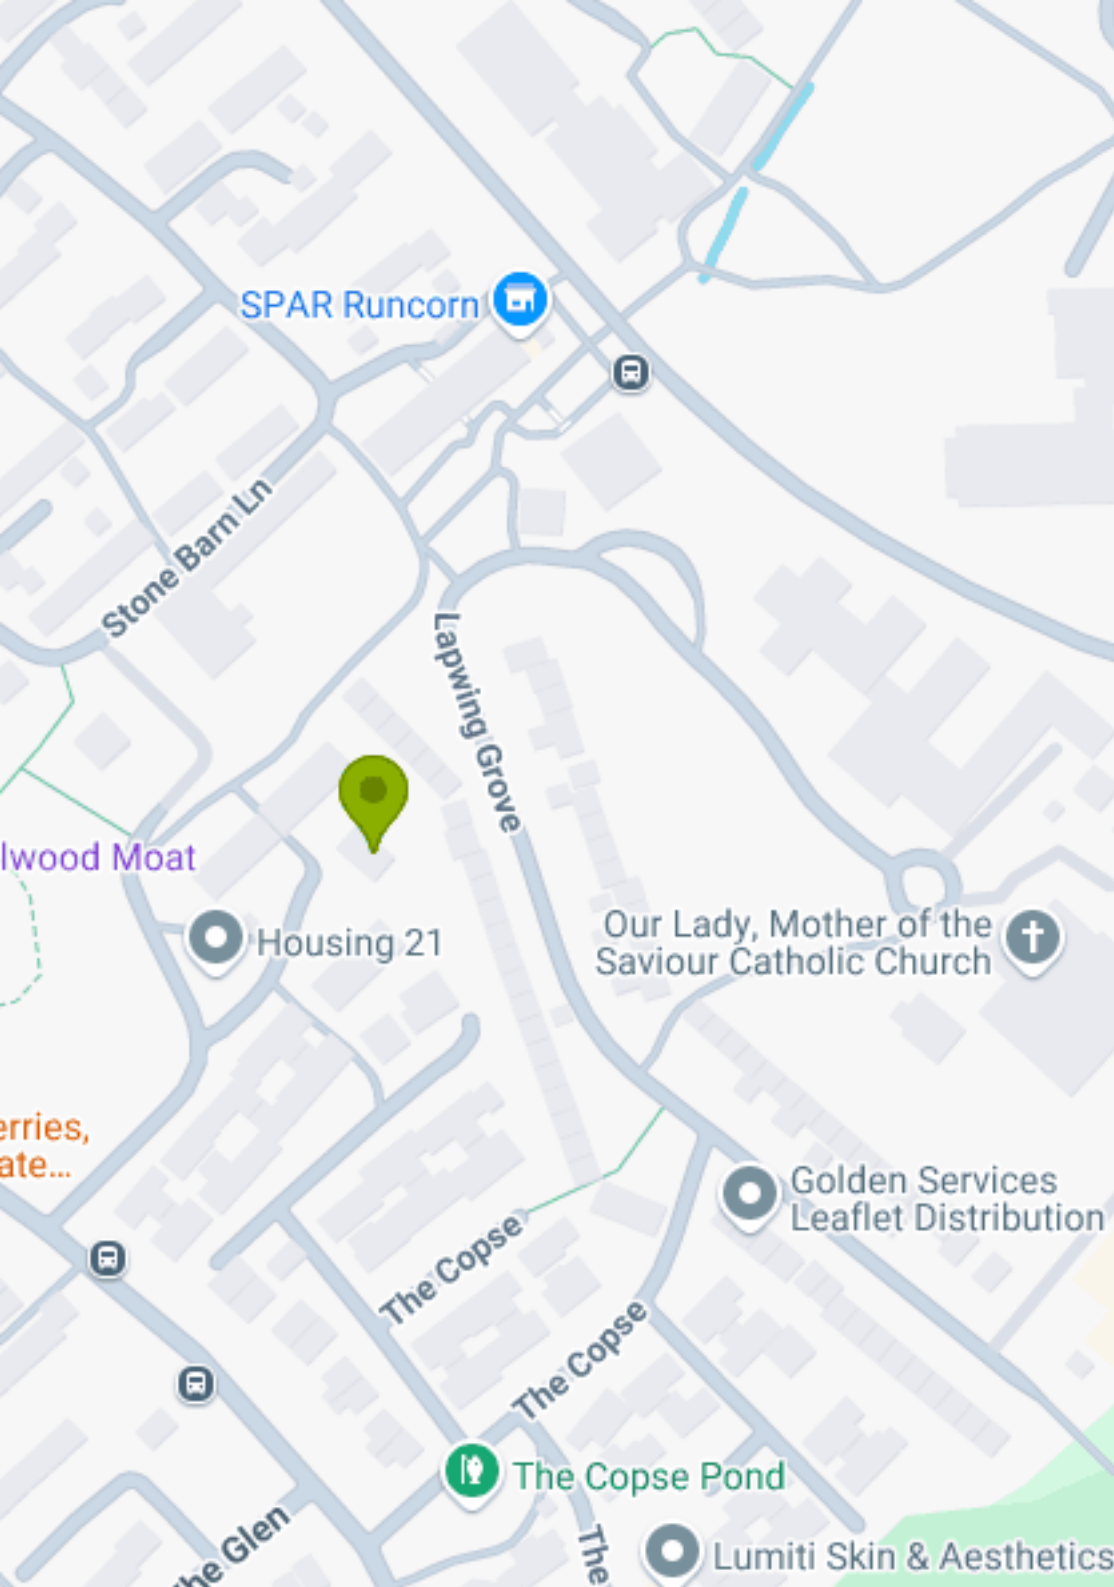 SPAR Runcorn
Stone Barn Ln
Lapwing Grove
lwood Moat
Housing 21
Our Lady, Mother of the
Saviour Catholic Church
erries,
ate...
Golden Services
Leaflet Distribution
The Copse
The Copse
The Copse Pond
he Glen
The
Lumiti Skin & Aesthetics